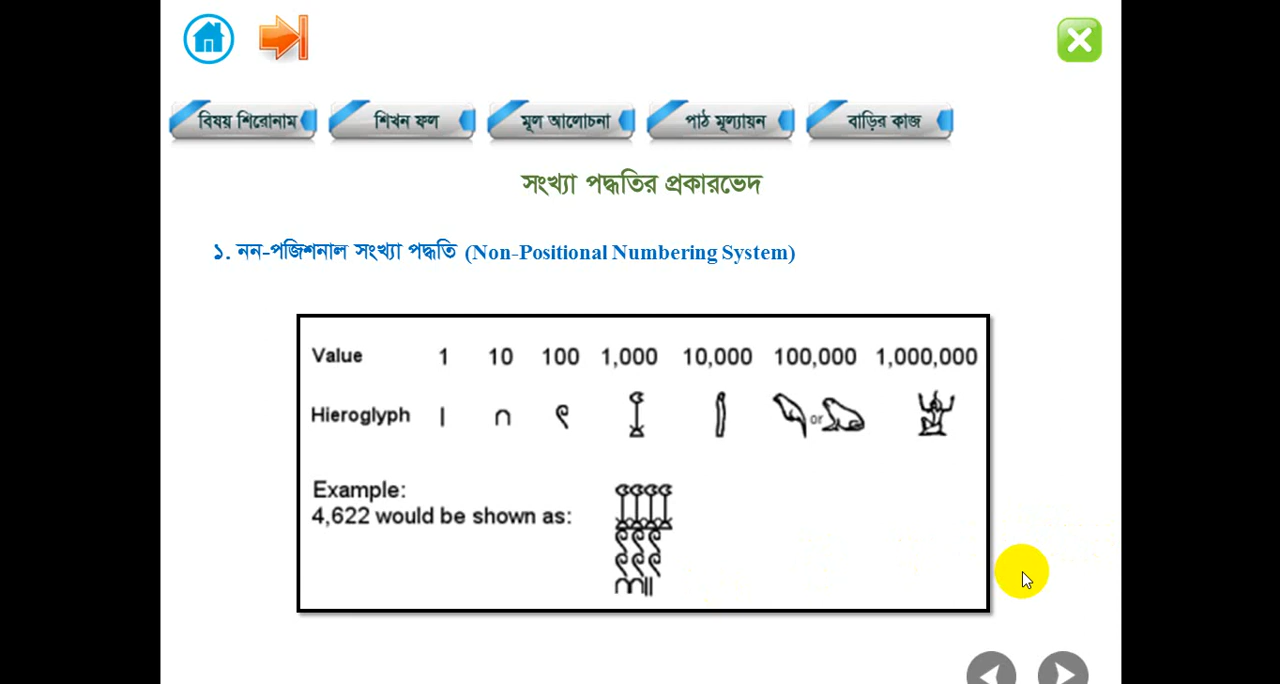 বিষয় শিরোনাম
শিখন ফল
মূল আলোচনা
পাঠ মূল্যায়ন
বাড়ির কাজ
সংখ্যা পদ্ধতির প্রকারভেদ
১. নন-পজিশনাল সংখ্যা পদ্ধতি (Non-Positional Numbering System)
Value 1 10 100 1,000 10,000 100,000 1,000,000
Hieroglyph or
Example:
4,622 would be shown as: